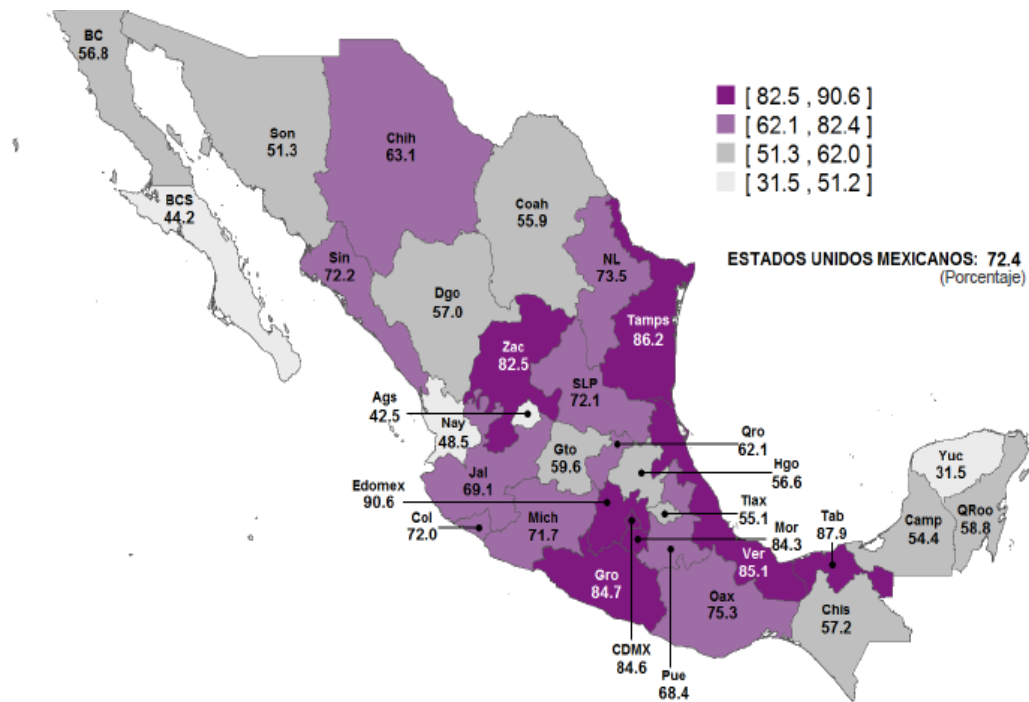 BC
56.8
Son
51.3
Chih
63.1
[ 82.5 , 90.6 ]
[ 62.1 , 82.4 ]
[ 51.3 , 62.0 ]
[ 31.5 , 51.2 ]
BCS
44.2
Coah
55.9
ESTADOS UNIDOS MEXICANOS: 72.4
(Porcentaje)
Sin
72.2
NL
73.5
Dgo
57.0
Tamps
86.2
Zac
82.5
SLP
72.1
Ags
42.5
Nay
48.5
Qro
62.1
Gto
59.6
Hgo
56.6
Yuc
31.5
Jal
69.1
Edomex
90.6
Tlax
55.1
Col
72.0
Mich
71.7
Mor
84.3
Tab
87.9
Camp
54.4
QRoo
58.8
Ver
85.1
Gro
84.7
Oax
75.3
Chis
57.2
CDMX
84.6
Pue
68.4